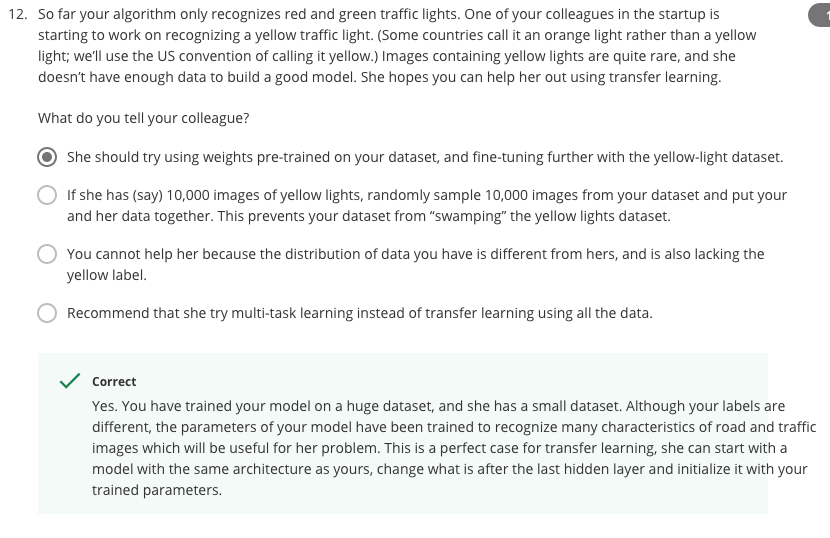 12. So far your algorithm only recognizes red and green traffic lights. One of your colleagues in the startup is
starting to work on recognizing a yellow traffic light. (Some countries call it an orange light rather than a yellow
light; we'll use the US convention of calling it yellow.) Images containing yellow lights are quite rare, and she
doesn't have enough data to build a good model. She hopes you can help her out using transfer learning.
What do you tell your colleague?
She should try using weights pre-trained on your dataset, and fine-tuning further with the yellow-light dataset.
If she has (say) 10,000 images of yellow lights, randomly sample 10,000 images from your dataset and put your
and her data together. This prevents your dataset from “swamping” the yellow lights dataset.
You cannot help her because the distribution of data you have is different from hers, and is also lacking the
yellow label.
Recommend that she try multi-task learning instead of transfer learning using all the data.
Correct
Yes. You have trained your model on a huge dataset, and she has a small dataset. Although your labels are
different, the parameters of your model have been trained to recognize many characteristics of road and traffic
images which will be useful for her problem. This is a perfect case for transfer learning, she can start with a
model with the same architecture as yours, change what is after the last hidden layer and initialize it with your
trained parameters.